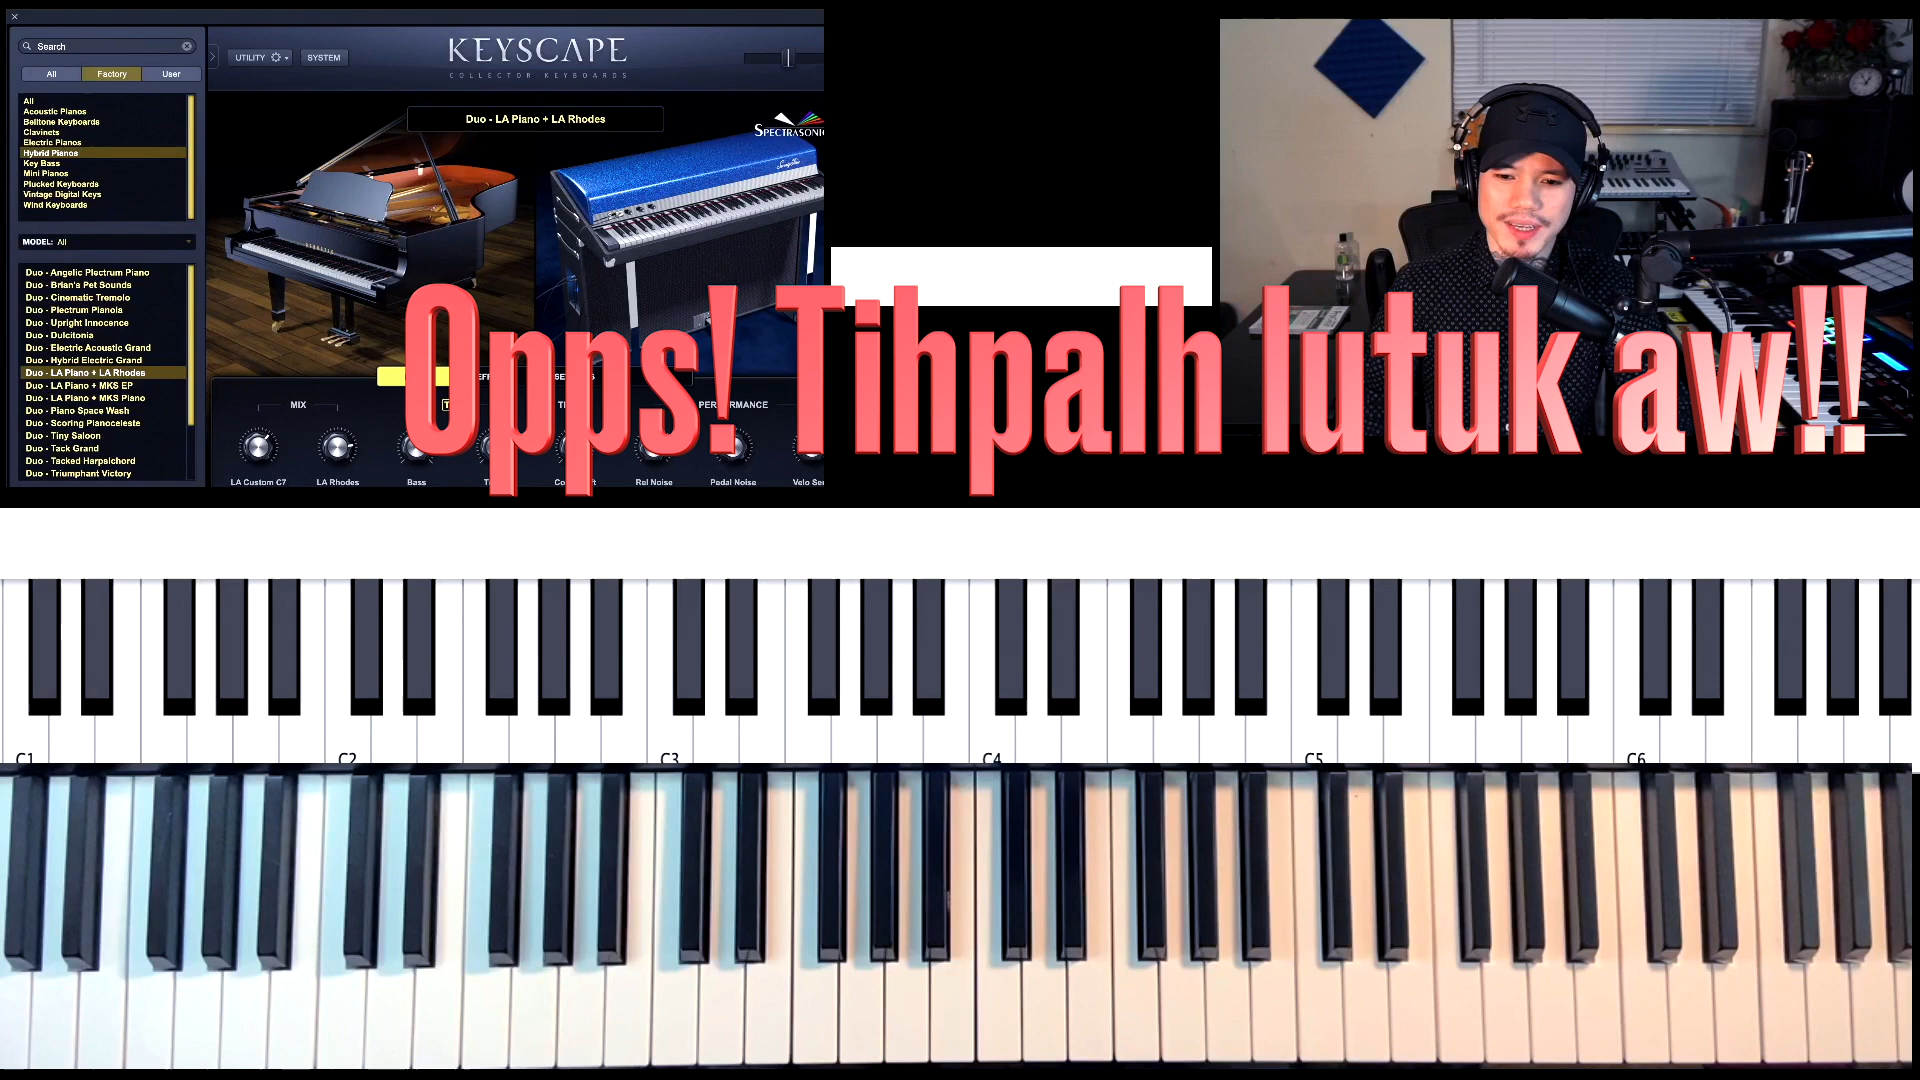 Search
All Factory User
All
Acoustic Pianos
Belltone Keyboards
Clavinets
Electric Pianos
Hybrid Pianos
Key Bass
Mini Pianos
Plucked Keyboards
Vintage Digital Keys
Wind Keyboards
MODEL: All
Duo - Angelic Plectrum Piano
Duo - Brian's Pet Sounds
Duo - Cinematic Tremolo
Duo - Plectrum Pianola
Duo - Upright Innocence
Duo - Dulcitonia
Duo - Electric Acoustic Grand
Duo - Hybrid Electric Grand
Duo - LA Piano + LA Rhodes
Duo - LA Piano + MKS EP
Duo - LA Piano + MKS Piano
Duo - Piano Space Wash
Duo - Scoring Pianoceleste
Duo - Tiny Saloon
Duo - Tack Grand
Duo - Tacked Harpsichord
Duo - Triumphant Victory
UTILITY SYSTEM
KEYSCAPE
COLLECTOR KEYBOARDS
Duo - LA Piano + LA Rhodes
SPECTRASONIC
MIX
LA Custom C7 LA Rhodes Bass Rel Noise Pedal Noise
Opps! Tihpalh lutuk aw!!
C1 C2 C3 C4 C5 C6